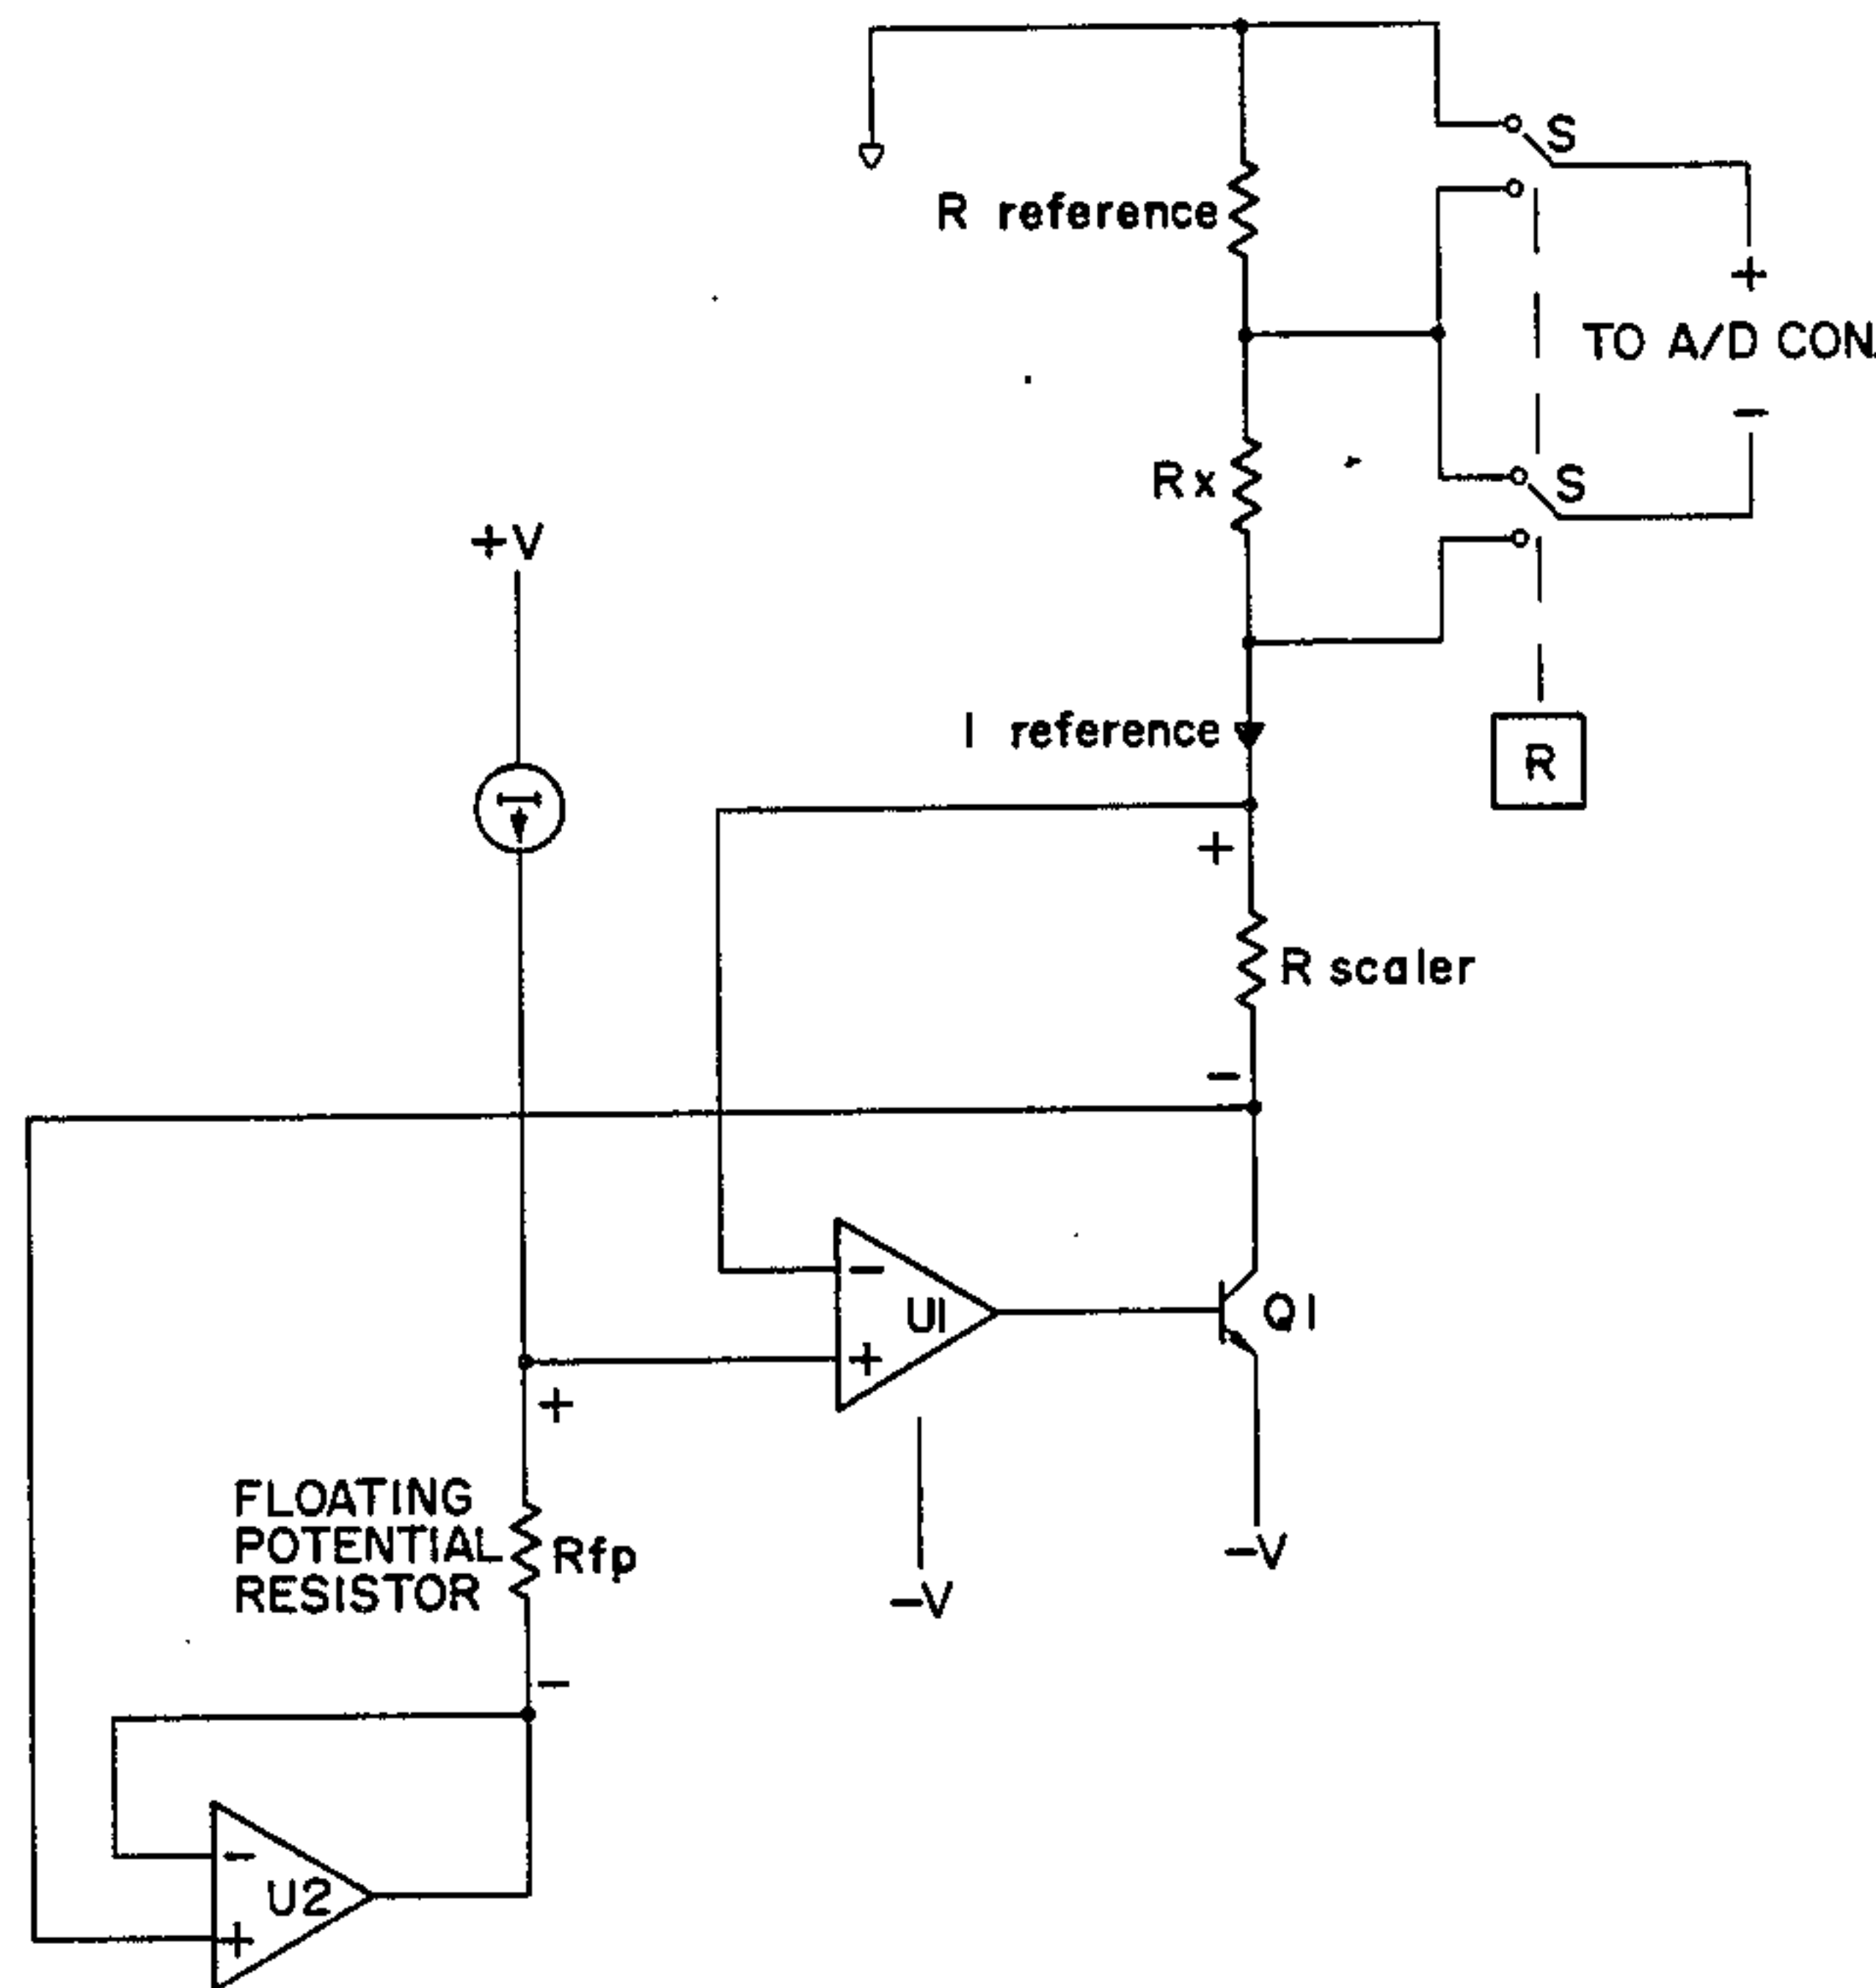 S
R reference
+
TO A/D CON
-
Rx
S
+V
I reference
R
I
+
R scaler
-
-
U1
Q1
+
+
FLOATING
POTENTIAL
RESISTOR
Rfp
-V
-V
-
-
U2
+